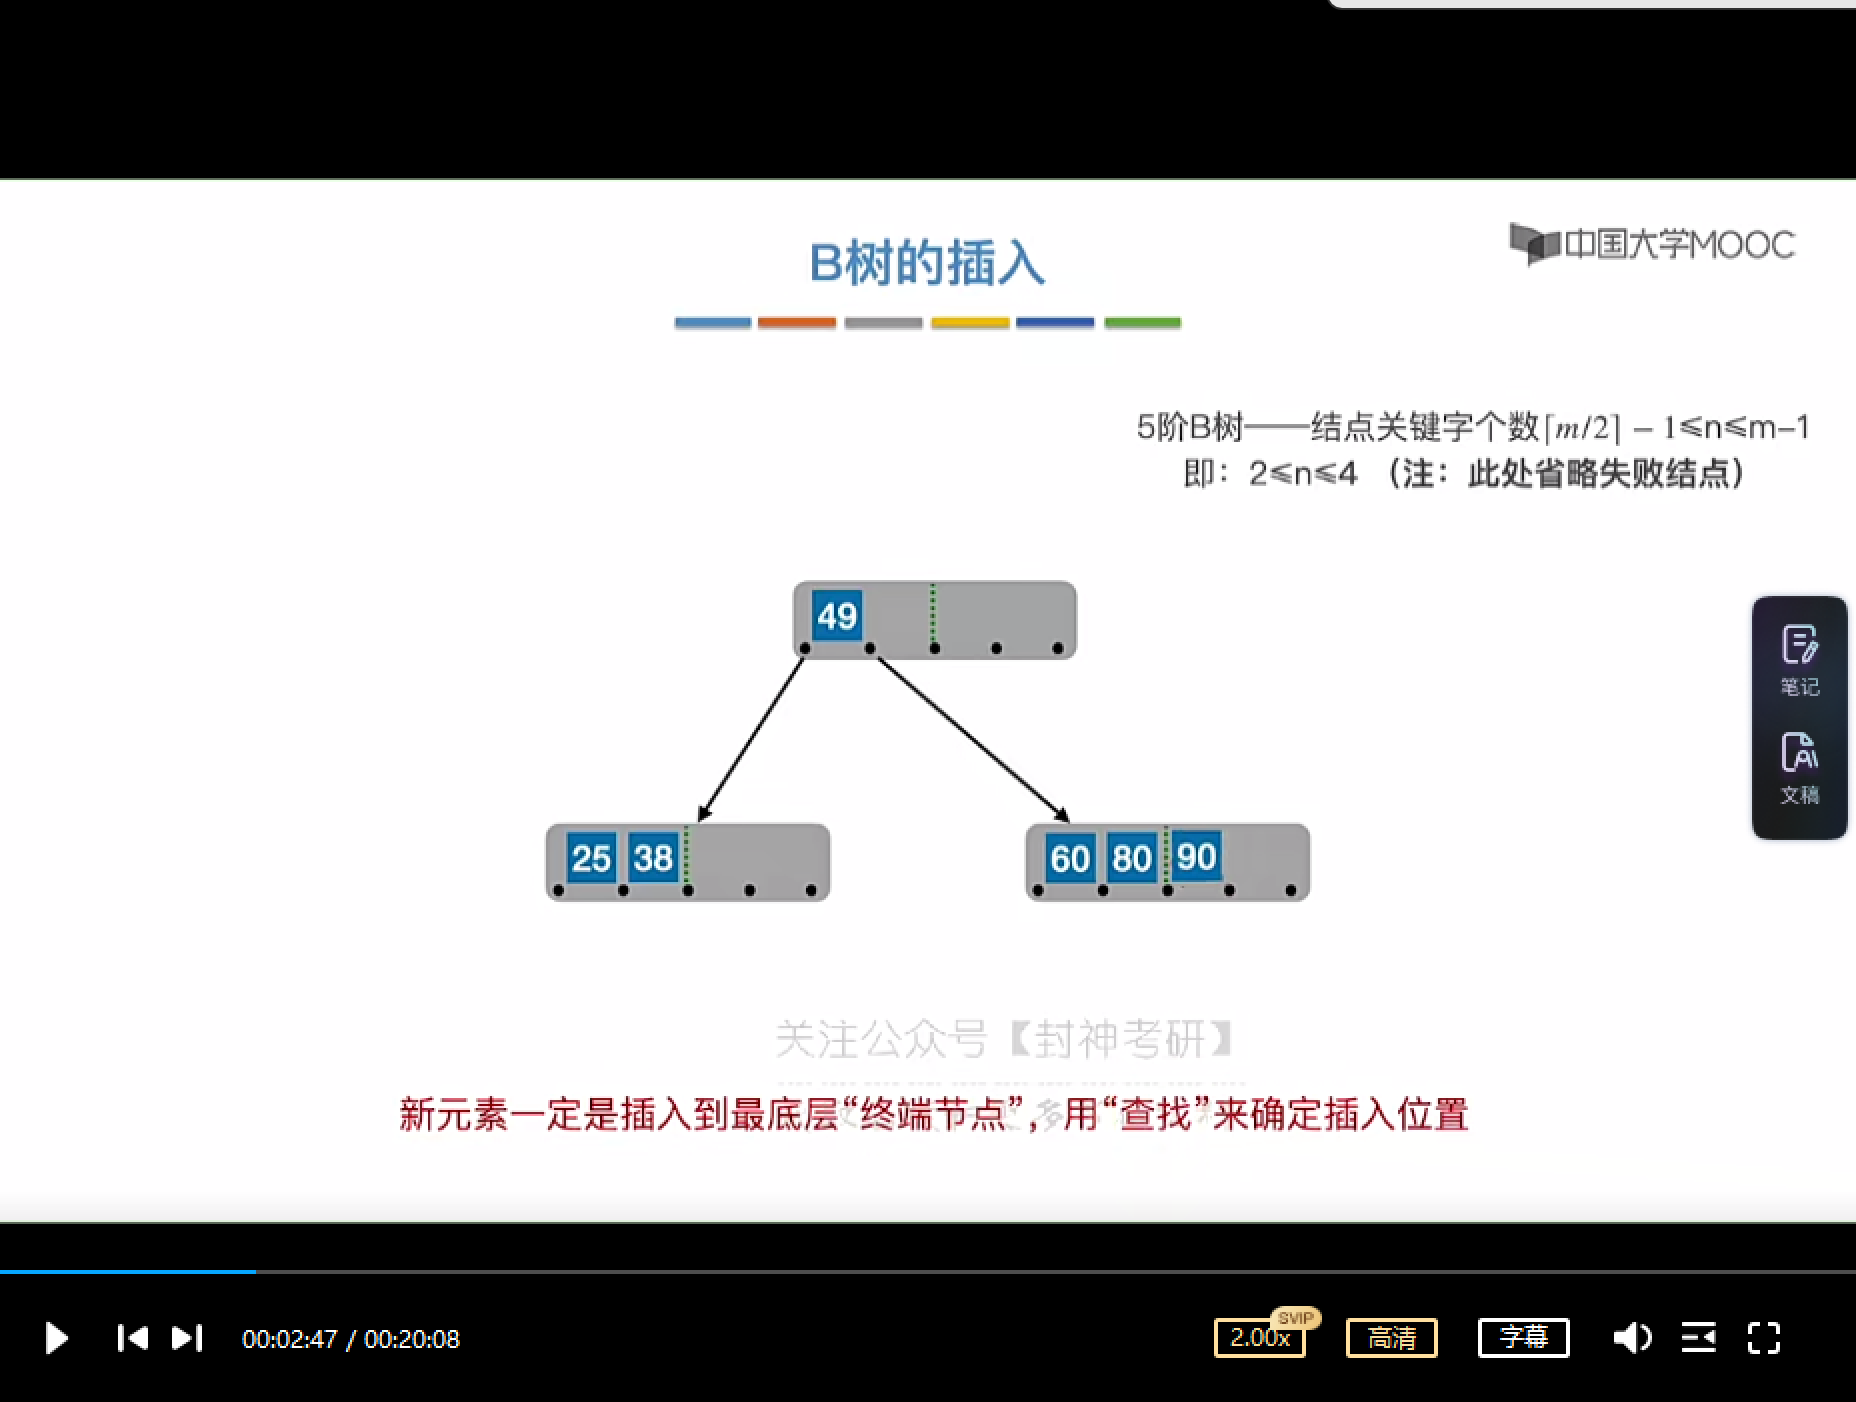 B树的插入
中国大学MOOC
5阶B树——结点关键字个数⌈m/2⌉ – 1≤n≤m–1
即：2≤n≤4 （注：此处省略失败结点）
49
25 38
60 80 90
笔记
文稿
关注公众号【封神考研】
新元素一定是插入到最底层“终端节点”，用“查找”来确定插入位置
00:02:47 / 00:20:08
SVIP
2.00x
高清
字幕